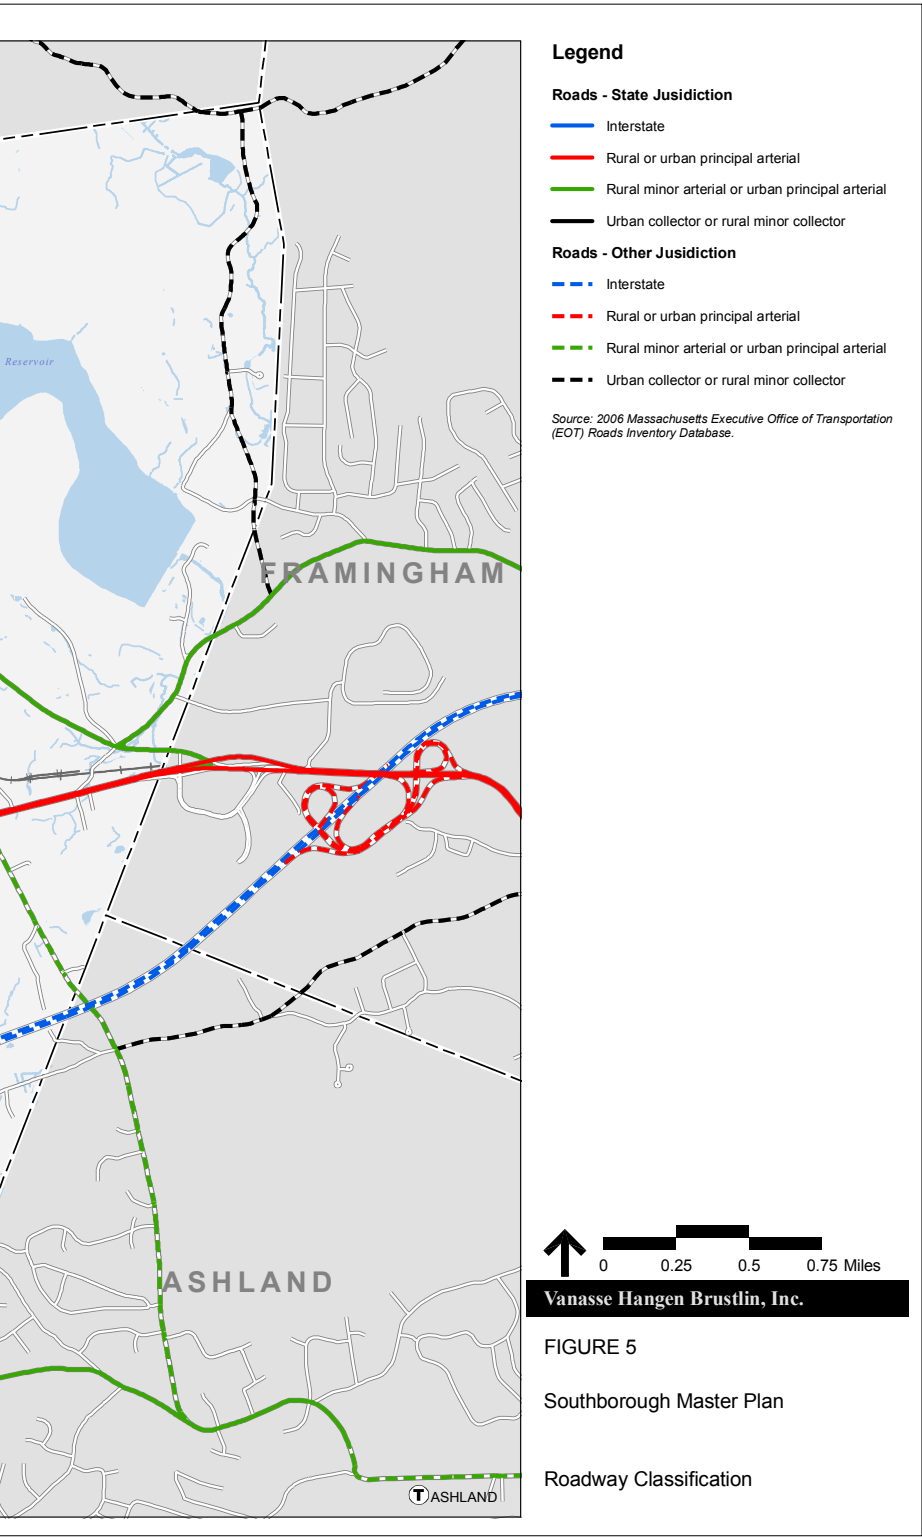 Reservoir
FRAMINGHAM
ASHLAND
T ASHLAND
Legend
Roads - State Jusidiction
Interstate
Rural or urban principal arterial
Rural minor arterial or urban principal arterial
Urban collector or rural minor collector
Roads - Other Jusidiction
Interstate
Rural or urban principal arterial
Rural minor arterial or urban principal arterial
Urban collector or rural minor collector
Source: 2006 Massachusetts Executive Office of Transportation
(EOT) Roads Inventory Database.
0 0.25 0.5 0.75 Miles
Vanasse Hangen Brustlin, Inc.
FIGURE 5
Southborough Master Plan
Roadway Classification